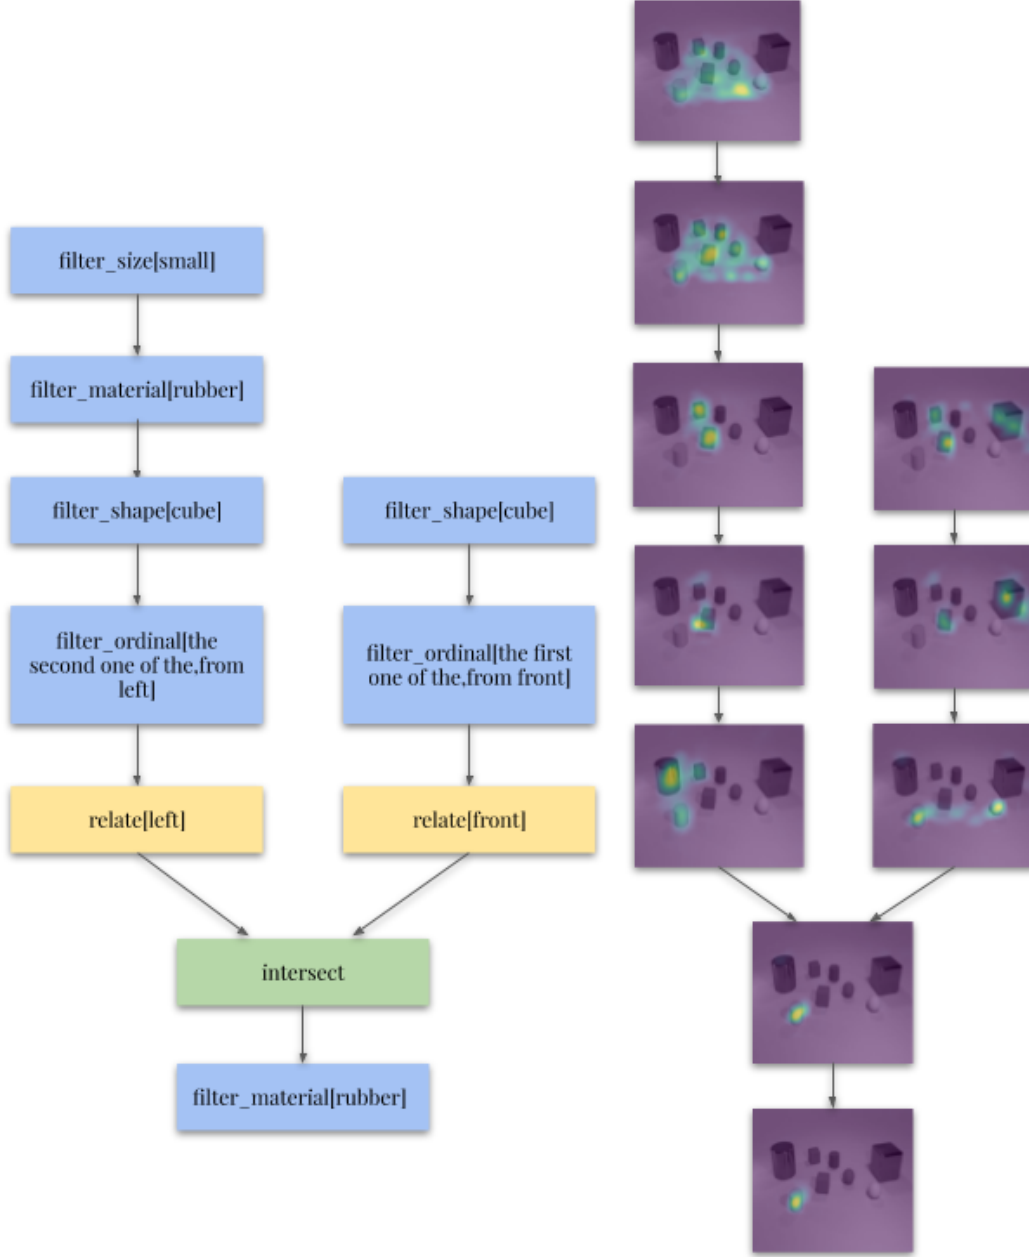 filter_size[small]
filter_material[rubber]
filter_shape[cube]
filter_shape[cube]
filter_ordinal[the
second one of the,from
left]
filter_ordinal[the first
one of the,from front]
relate[left]
relate[front]
intersect
filter_material[rubber]